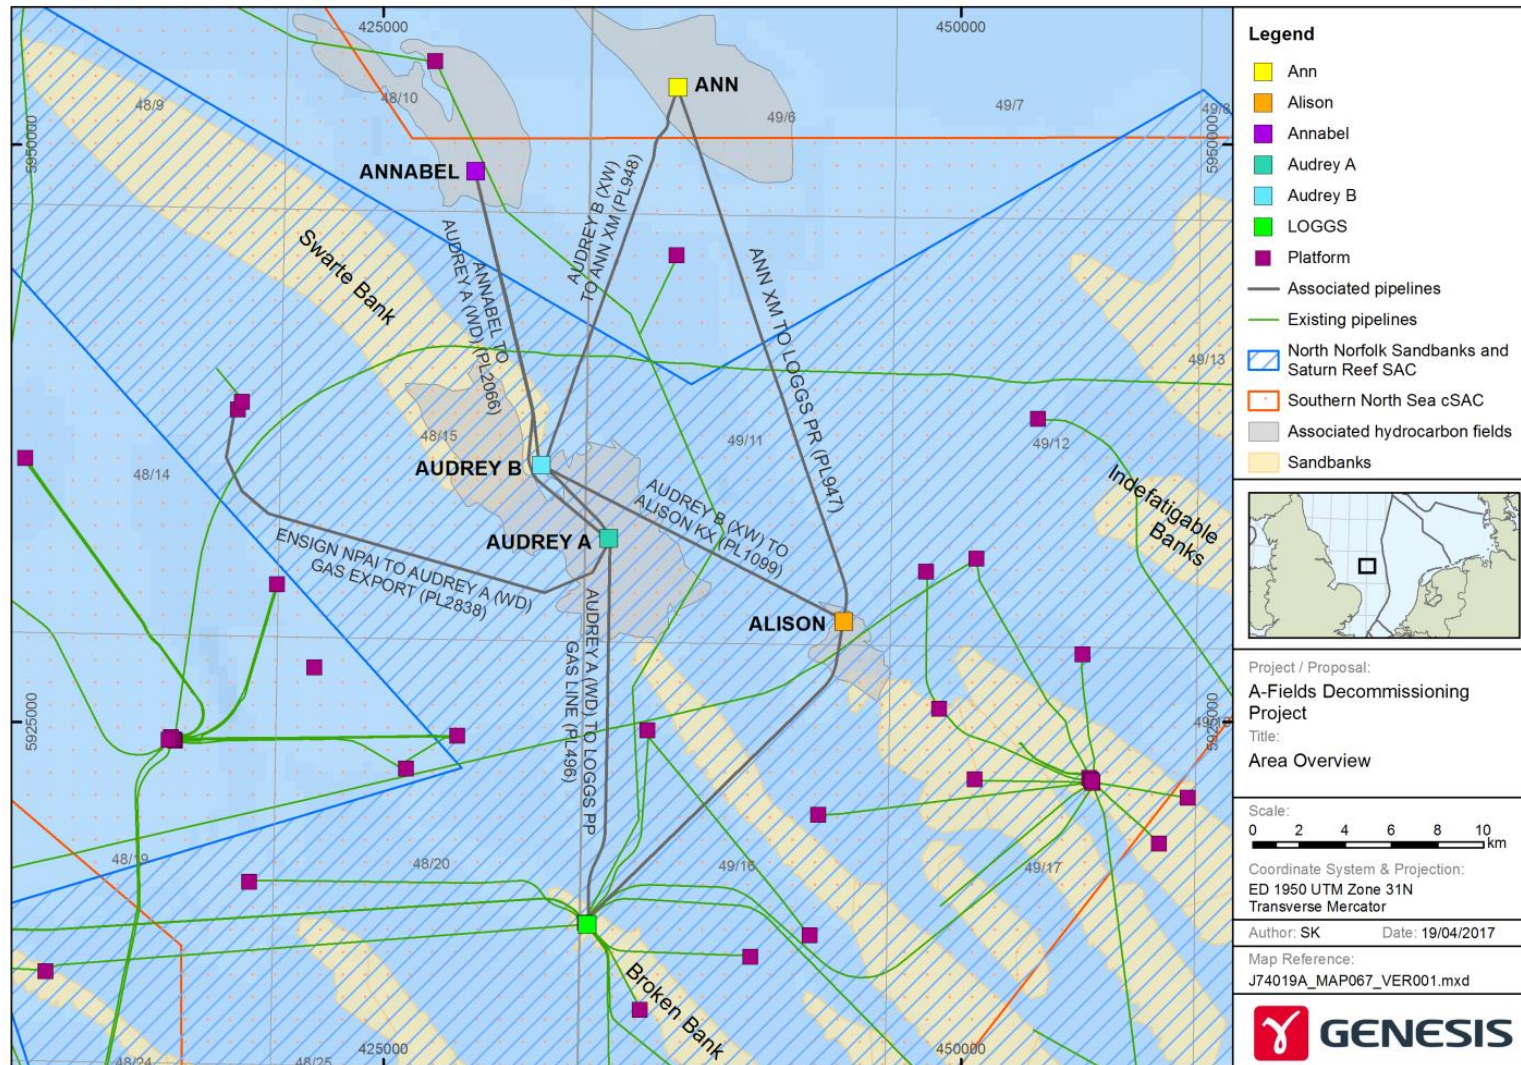 425000
450000
48/9
48/10
49/6
49/7
49/8
5950000
5950000
ANN
ANNABEL
AUDREY B (XW)
TO ANN XM (PL948)
ANNABEL TO
AUDREY A (WD) (PL2066)
Swarte Bank
ANN XM TO LOGGS PR (PL947)
49/13
48/14
48/15
49/11
49/12
AUDREY B
AUDREY B (XW) TO
ALISON KX (PL1099)
Indefatigable
Banks
AUDREY A
ENSIGN NPAI TO AUDREY A (WD)
GAS EXPORT (PL2838)
AUDREY A (WD) TO LOGGS PP
GAS LINE (PL496)
ALISON
5925000
5925000
48/19
48/20
49/16
49/17
Broken Bank
48/24
48/25
425000
450000
Legend
Ann
Alison
Annabel
Audrey A
Audrey B
LOGGS
Platform
Associated pipelines
Existing pipelines
North Norfolk Sandbanks and
Saturn Reef SAC
Southern North Sea cSAC
Associated hydrocarbon fields
Sandbanks
Project / Proposal:
A-Fields Decommissioning
Project
Title:
Area Overview
Scale:
0 2 4 6 8 10
km
Coordinate System & Projection:
ED 1950 UTM Zone 31N
Transverse Mercator
Author: SK Date: 19/04/2017
Map Reference:
J74019A_MAP067_VER001.mxd
GENESIS